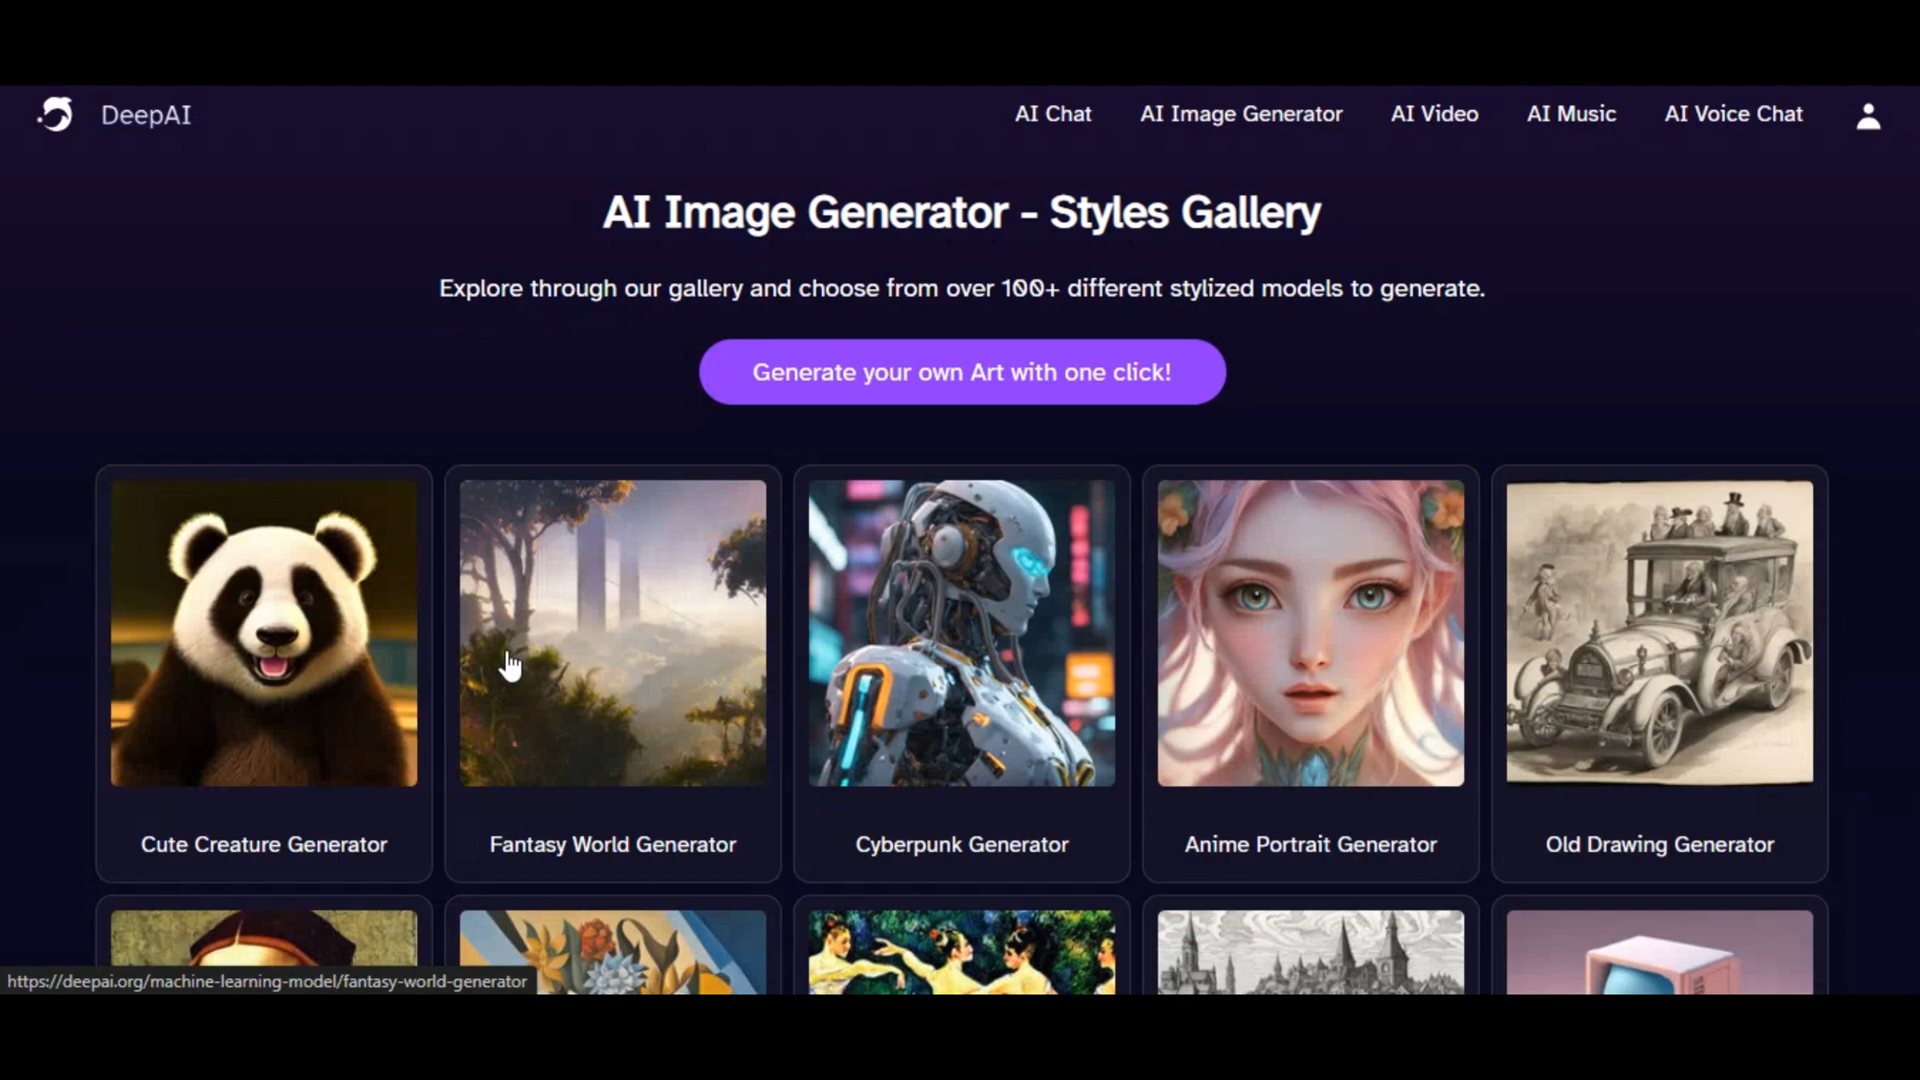 DeepAI
AI Chat
AI Image Generator
AI Video
AI Music
AI Voice Chat
AI Image Generator - Styles Gallery
Explore through our gallery and choose from over 100+ different stylized models to generate.
Generate your own Art with one click!
Cute Creature Generator
Fantasy World Generator
Cyberpunk Generator
Anime Portrait Generator
Old Drawing Generator
https://deepai.org/machine-learning-model/fantasy-world-generator